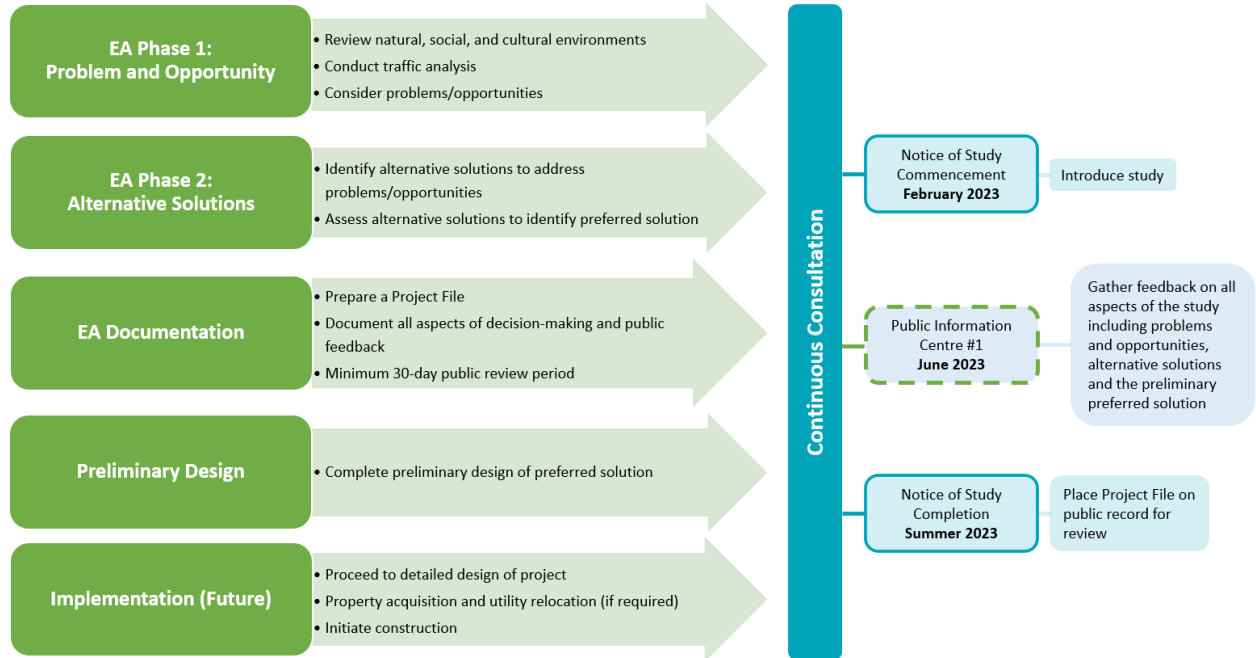 EA Phase 1:
Problem and Opportunity
• Review natural, social, and cultural environments
• Conduct traffic analysis
• Consider problems/opportunities
EA Phase 2:
Alternative Solutions
• Identify alternative solutions to address
problems/opportunities
• Assess alternative solutions to identify preferred solution
EA Documentation
• Prepare a Project File
• Document all aspects of decision-making and public
feedback
• Minimum 30-day public review period
Preliminary Design
• Complete preliminary design of preferred solution
Implementation (Future)
• Proceed to detailed design of project
• Property acquisition and utility relocation (if required)
• Initiate construction
Continuous Consultation
Notice of Study
Commencement
February 2023
Introduce study
Public Information
Centre #1
June 2023
Gather feedback on all
aspects of the study
including problems
and opportunities,
alternative solutions
and the preliminary
preferred solution
Notice of Study
Completion
Summer 2023
Place Project File on
public record for
review